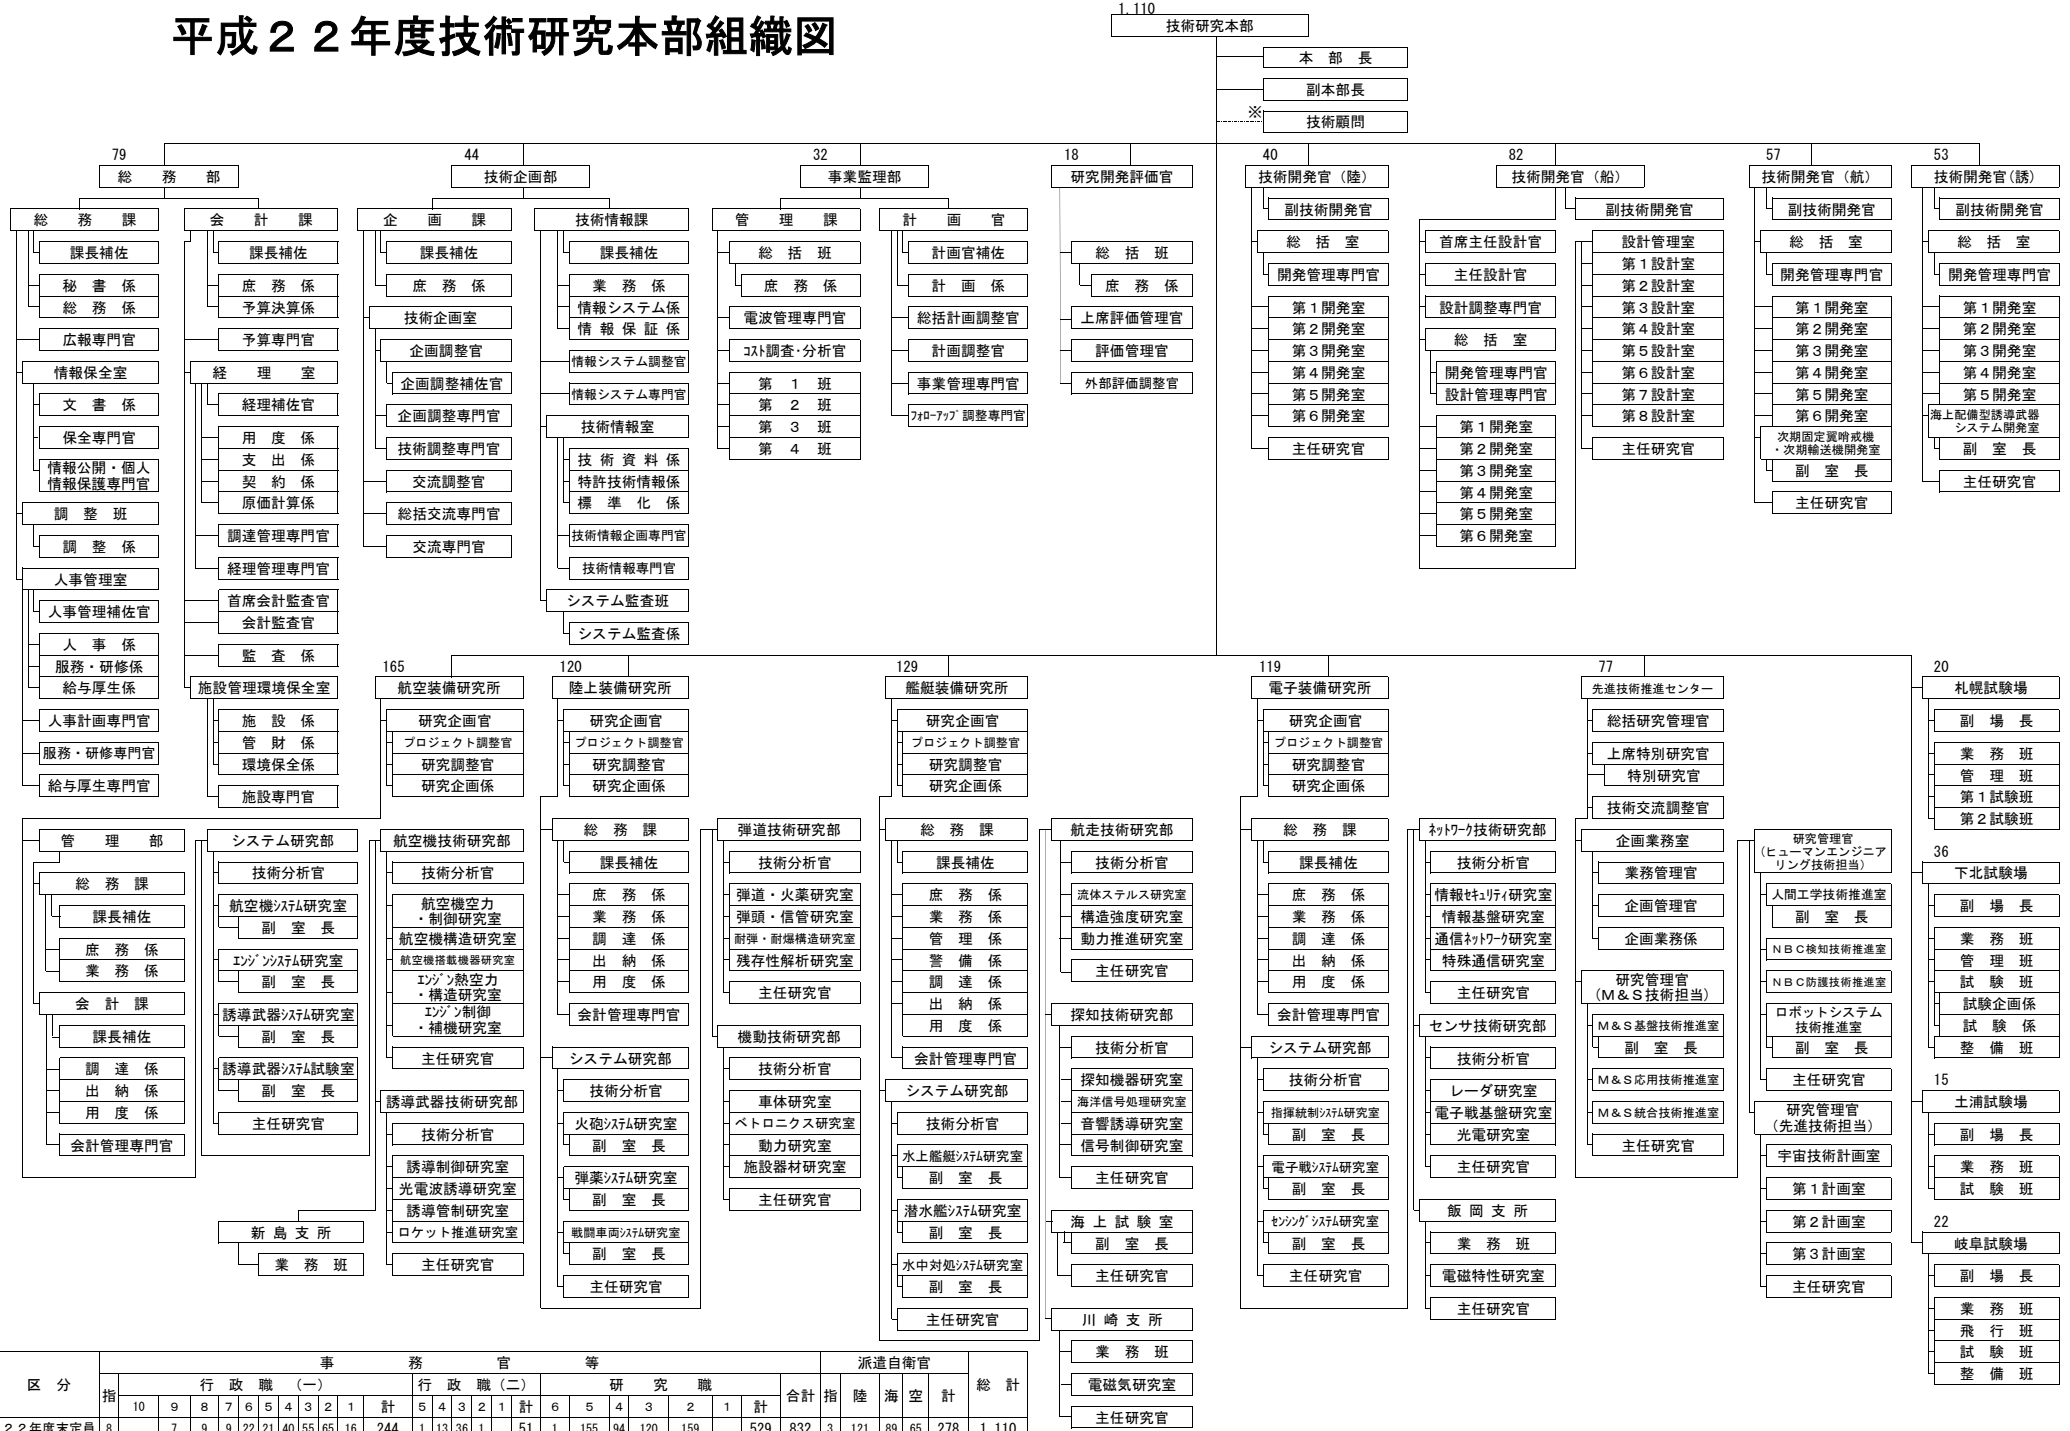 平成２２年度技術研究本部組織図
1,110
技術研究本部
本部長
副本部長
※
技術顧問
79
総務部
総務課
課長補佐
秘書係
総務係
広報専門官
情報保全室
文書係
保全専門官
情報公開・個人
情報保護専門官
調整班
調整係
人事管理室
人事管理補佐官
人事係
服務・研修係
給与厚生係
人事計画専門官
服務・研修専門官
給与厚生専門官
会計課
課長補佐
庶務係
予算決算係
予算専門官
経理室
経理補佐官
用度係
支出係
契約係
原価計算係
調達管理専門官
経理管理専門官
首席会計監査官
会計監査官
監査係
施設管理環境保全室
施設係
管財係
環境保全係
施設専門官
44
技術企画部
企画課
課長補佐
庶務係
技術企画室
企画調整官
企画調整補佐官
企画調整専門官
技術調整専門官
交流調整官
総括交流専門官
交流専門官
技術情報課
課長補佐
業務係
情報システム係
情報保証係
情報システム調整官
情報システム専門官
技術情報室
技術資料係
特許技術情報係
標準化係
技術情報企画専門官
技術情報専門官
システム監査班
システム監査係
32
事業監理部
管理課
総括班
庶務係
電波管理専門官
ｺｽﾄ調査･分析官
第１班
第２班
第３班
第４班
計画官
計画官補佐
計画係
総括計画調整官
計画調整官
事業管理専門官
ﾌｫﾛｰｱｯﾌﾟ調整専門官
18
研究開発評価官
総括班
庶務係
上席評価管理官
評価管理官
外部評価調整官
40
技術開発官（陸）
副技術開発官
総括室
開発管理専門官
第１開発室
第２開発室
第３開発室
第４開発室
第５開発室
第６開発室
主任研究官
82
技術開発官（船）
副技術開発官
首席主任設計官
主任設計官
設計調整専門官
総括室
開発管理専門官
設計管理専門官
第１開発室
第２開発室
第３開発室
第４開発室
第５開発室
第６開発室
設計管理室
第１設計室
第２設計室
第３設計室
第４設計室
第５設計室
第６設計室
第７設計室
第８設計室
主任研究官
57
技術開発官（航）
副技術開発官
総括室
開発管理専門官
第１開発室
第２開発室
第３開発室
第４開発室
第５開発室
第６開発室
次期固定翼哨戒機
・次期輸送機開発室
副室長
主任研究官
53
技術開発官(誘)
副技術開発官
総括室
開発管理専門官
第１開発室
第２開発室
第３開発室
第４開発室
第５開発室
海上配備型誘導武器
システム開発室
副室長
主任研究官
165
航空装備研究所
研究企画官
プロジェクト調整官
研究調整官
研究企画係
管理部
総務課
課長補佐
庶務係
業務係
会計課
課長補佐
調達係
出納係
用度係
会計管理専門官
システム研究部
技術分析官
航空機ｼｽﾃﾑ研究室
副室長
ｴﾝｼﾞﾝｼｽﾃﾑ研究室
副室長
誘導武器ｼｽﾃﾑ研究室
副室長
誘導武器ｼｽﾃﾑ試験室
副室長
主任研究官
新島支所
業務班
航空機技術研究部
技術分析官
航空機空力
・制御研究室
航空機構造研究室
航空機搭載機器研究室
ｴﾝｼﾞﾝ熱空力
・構造研究室
ｴﾝｼﾞﾝ制御
・補機研究室
主任研究官
誘導武器技術研究部
技術分析官
誘導制御研究室
光電波誘導研究室
誘導管制研究室
ロケット推進研究室
主任研究官
120
陸上装備研究所
研究企画官
プロジェクト調整官
研究調整官
研究企画係
総務課
課長補佐
庶務係
業務係
調達係
出納係
用度係
会計管理専門官
システム研究部
技術分析官
火砲ｼｽﾃﾑ研究室
副室長
弾薬ｼｽﾃﾑ研究室
副室長
戦闘車両ｼｽﾃﾑ研究室
副室長
主任研究官
弾道技術研究部
技術分析官
弾道・火薬研究室
弾頭・信管研究室
耐弾・耐爆構造研究室
残存性解析研究室
主任研究官
機動技術研究部
技術分析官
車体研究室
ベトロニクス研究室
動力研究室
施設器材研究室
主任研究官
129
艦艇装備研究所
研究企画官
プロジェクト調整官
研究調整官
研究企画係
総務課
課長補佐
庶務係
業務係
管理係
警備係
調達係
出納係
用度係
会計管理専門官
システム研究部
技術分析官
水上艦艇ｼｽﾃﾑ研究室
副室長
潜水艦ｼｽﾃﾑ研究室
副室長
水中対処ｼｽﾃﾑ研究室
副室長
主任研究官
航走技術研究部
技術分析官
流体ステルス研究室
構造強度研究室
動力推進研究室
主任研究官
探知技術研究部
技術分析官
探知機器研究室
海洋信号処理研究室
音響誘導研究室
信号制御研究室
主任研究官
海上試験室
副室長
主任研究官
川崎支所
業務班
電磁気研究室
主任研究官
119
電子装備研究所
研究企画官
プロジェクト調整官
研究調整官
研究企画係
総務課
課長補佐
庶務係
業務係
調達係
出納係
用度係
会計管理専門官
システム研究部
技術分析官
指揮統制ｼｽﾃﾑ研究室
副室長
電子戦ｼｽﾃﾑ研究室
副室長
ｾﾝｼﾝｸﾞｼｽﾃﾑ研究室
副室長
主任研究官
ﾈｯﾄﾜｰｸ技術研究部
技術分析官
情報ｾｷｭﾘﾃｨ研究室
情報基盤研究室
通信ﾈｯﾄﾜｰｸ研究室
特殊通信研究室
主任研究官
センサ技術研究部
技術分析官
レーダ研究室
電子戦基盤研究室
光電研究室
主任研究官
飯岡支所
業務班
電磁特性研究室
主任研究官
77
先進技術推進センター
総括研究管理官
上席特別研究官
特別研究官
技術交流調整官
企画業務室
業務管理官
企画管理官
企画業務係
研究管理官
（Ｍ＆Ｓ技術担当）
Ｍ＆Ｓ基盤技術推進室
副室長
Ｍ＆Ｓ応用技術推進室
Ｍ＆Ｓ統合技術推進室
主任研究官
研究管理官
（ヒューマンエンジニア
リング技術担当）
人間工学技術推進室
副室長
ＮＢＣ検知技術推進室
ＮＢＣ防護技術推進室
ロボットシステム
技術推進室
副室長
主任研究官
研究管理官
（先進技術担当）
宇宙技術計画室
第１計画室
第２計画室
第３計画室
主任研究官
20
札幌試験場
副場長
業務班
管理班
第１試験班
第２試験班
36
下北試験場
副場長
業務班
管理班
試験班
試験企画係
試験係
整備班
15
土浦試験場
副場長
業務班
試験班
22
岐阜試験場
副場長
業務班
飛行班
試験班
整備班
区分 事務官等 派遣自衛官 総計
指 行政職（一） 行政職（二） 研究職 合計 指 陸 海 空 計
10 9 8 7 6 5 4 3 2 1 計 5 4 3 2 1 計 6 5 4 3 2 1 計
２２年度末定員 8 7 9 9 22 21 40 55 65 16 244 1 13 36 1 51 1 155 94 120 159 529 832 3 121 89 65 278 1,110